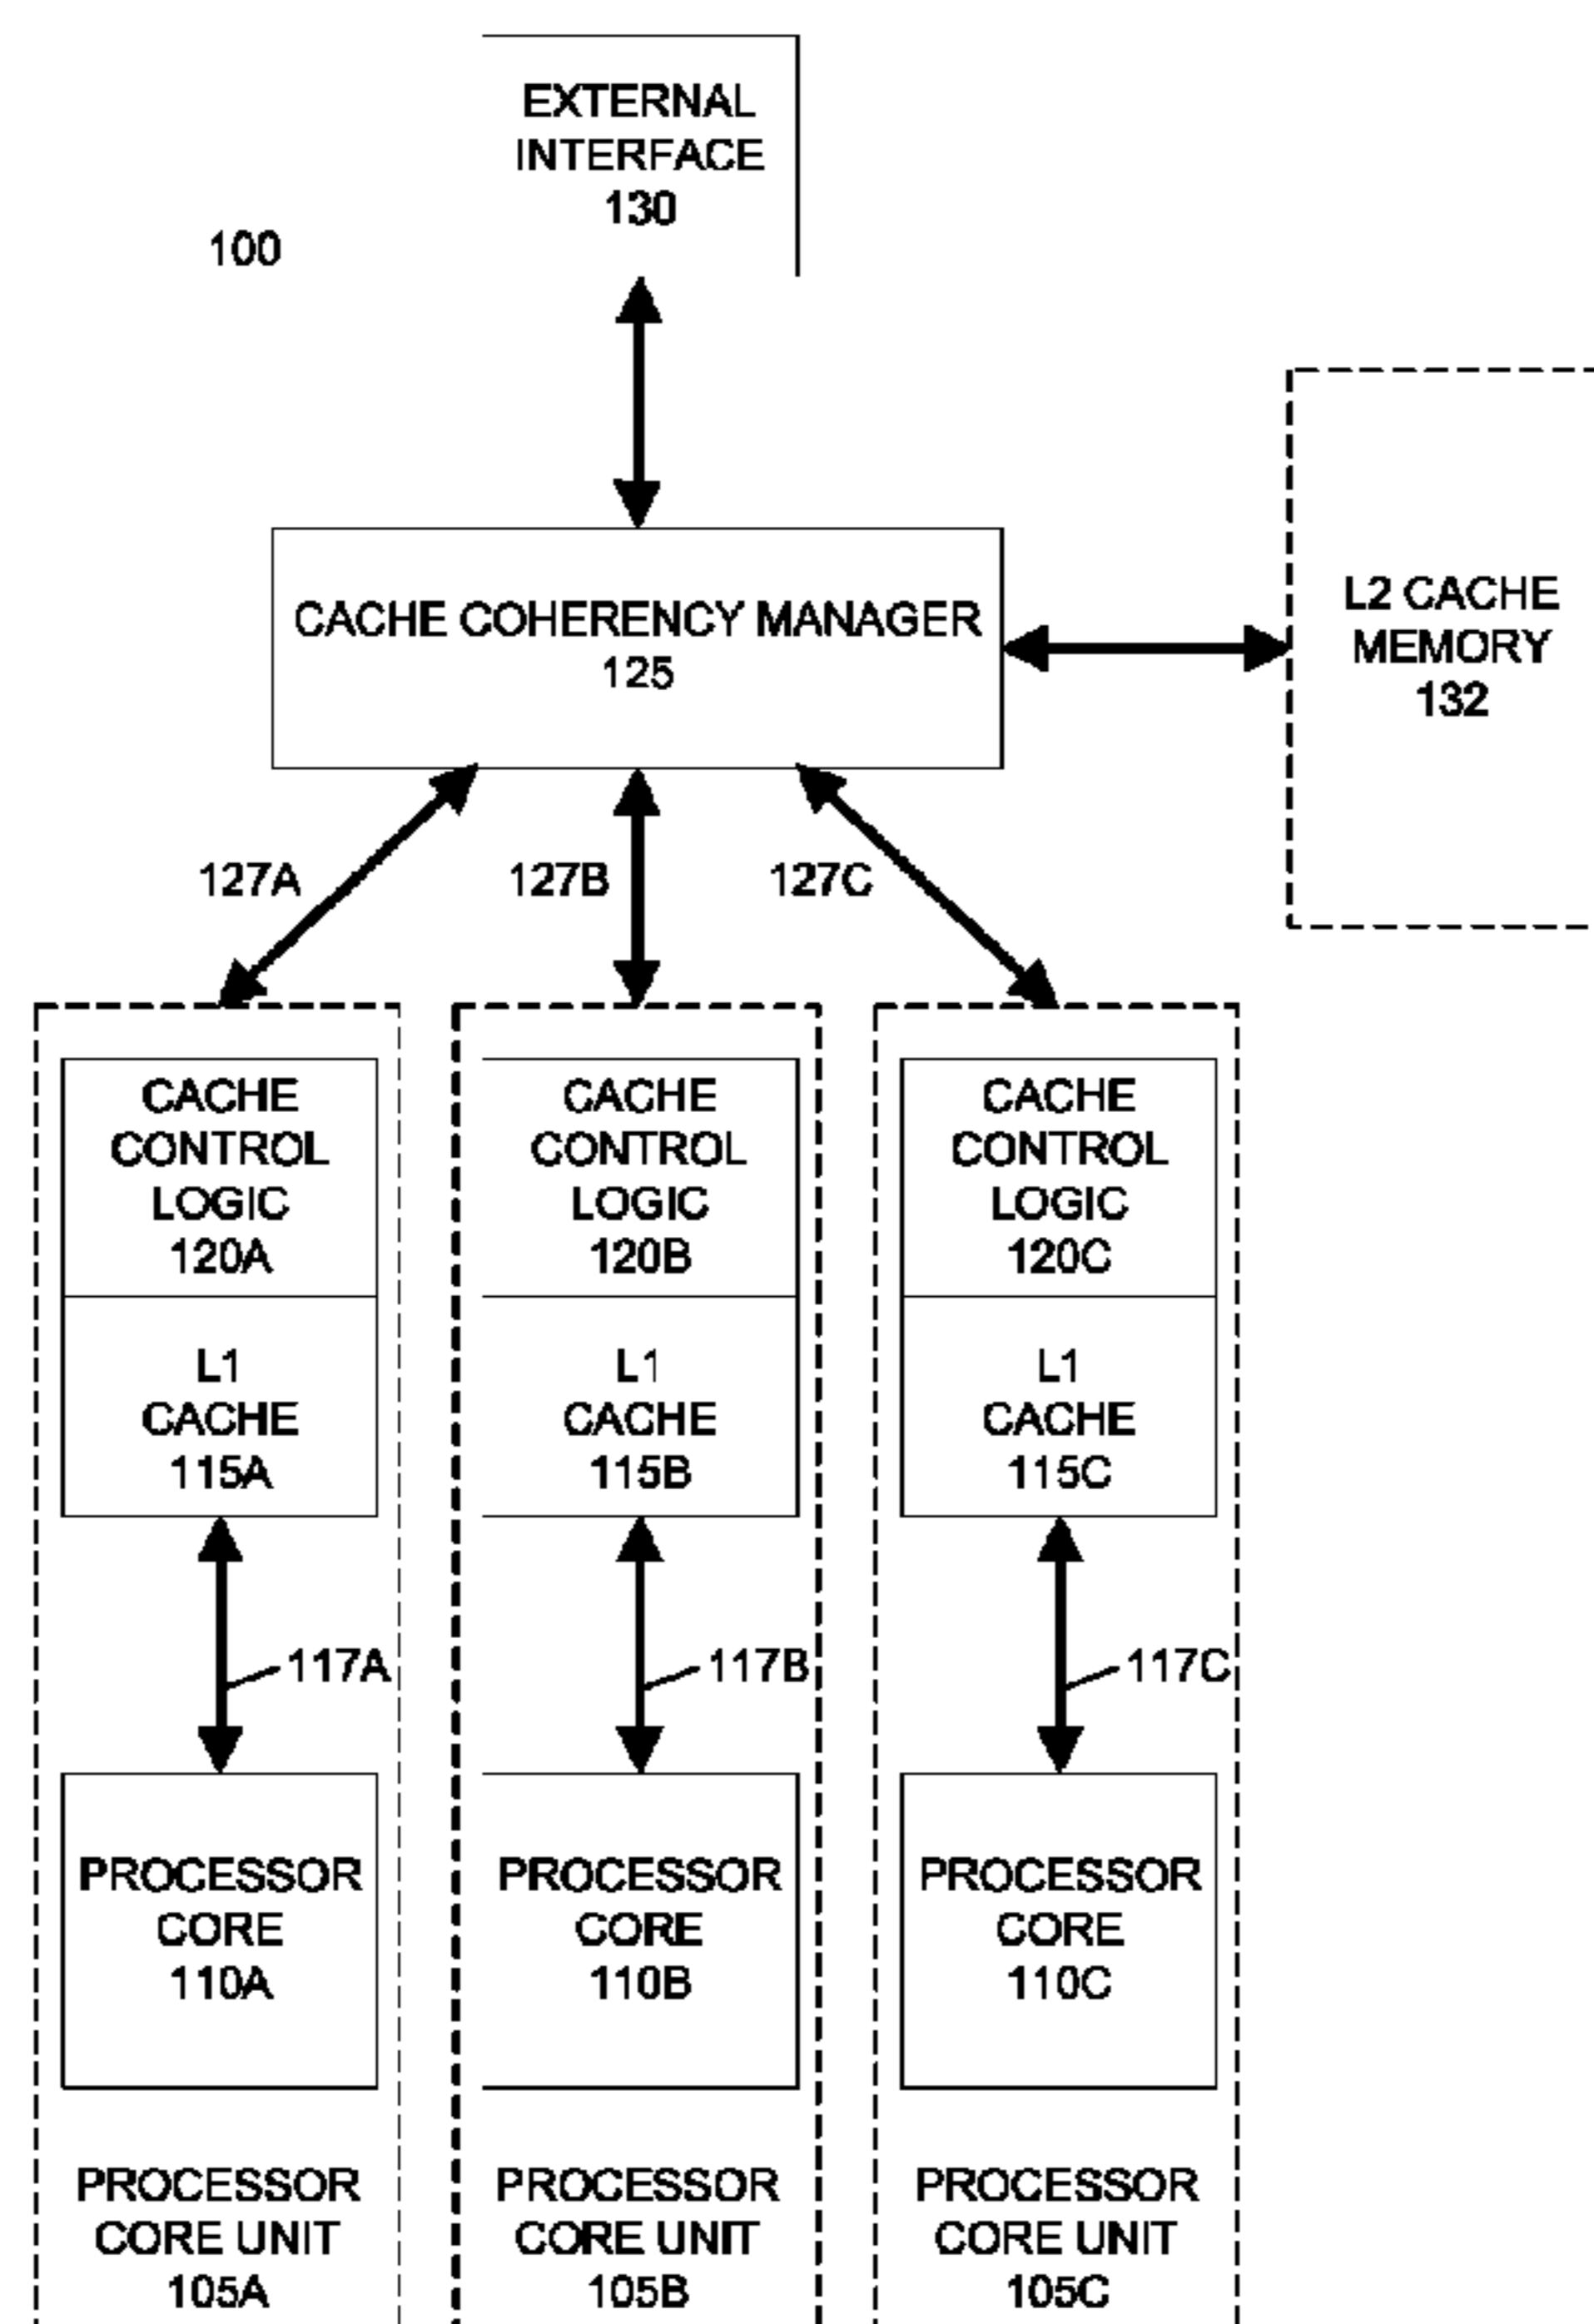 EXTERNAL
INTERFACE
130
100
CACHE COHERENCY MANAGER
125
L2 CACHE
MEMORY
132
127A
127B
127C
CACHE
CONTROL
LOGIC
120A
L1
CACHE
115A
117A
PROCESSOR
CORE
110A
PROCESSOR
CORE UNIT
105A
CACHE
CONTROL
LOGIC
120B
L1
CACHE
115B
117B
PROCESSOR
CORE
110B
PROCESSOR
CORE UNIT
105B
CACHE
CONTROL
LOGIC
120C
L1
CACHE
115C
117C
PROCESSOR
CORE
110C
PROCESSOR
CORE UNIT
105C